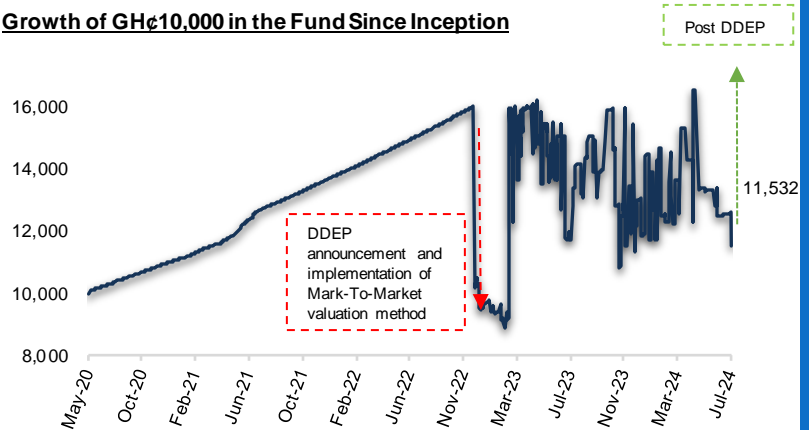 Growth of GH₵10,000 in the Fund Since Inception
Post DDEP
16,000
14,000
12,000
10,000
8,000
11,532
DDEP
announcement and
implementation of
Mark-To-Market
valuation method
May-20
Oct-20
Feb-21
Jun-21
Oct-21
Feb-22
Jun-22
Nov-22
Mar-23
Jul-23
Nov-23
Mar-24
Jul-24